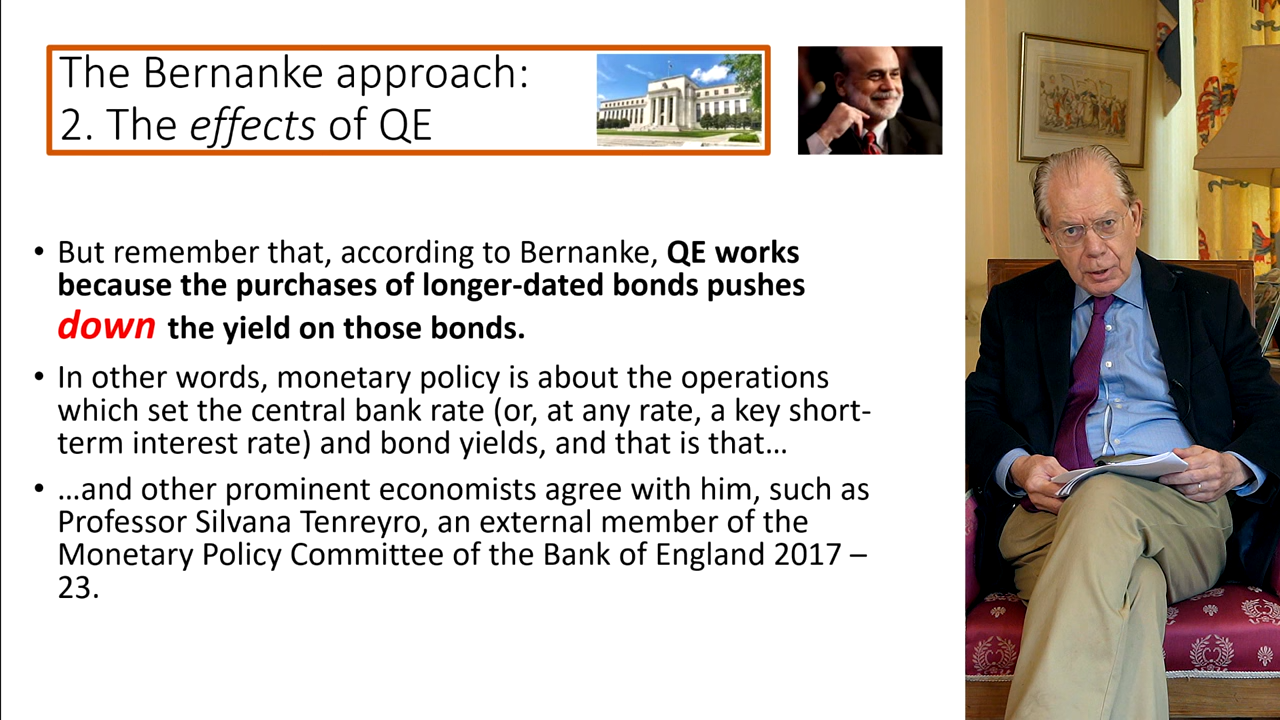 The Bernanke approach:
2. The effects of QE
• But remember that, according to Bernanke, QE works
because the purchases of longer-dated bonds pushes
down the yield on those bonds.
• In other words, monetary policy is about the operations
which set the central bank rate (or, at any rate, a key short-
term interest rate) and bond yields, and that is that…
• …and other prominent economists agree with him, such as
Professor Silvana Tenreyro, an external member of the
Monetary Policy Committee of the Bank of England 2017 –
23.